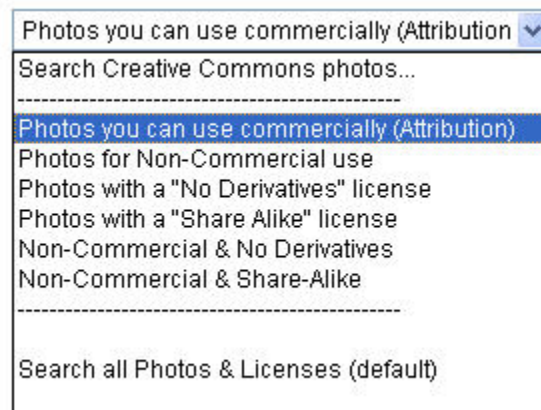 Photos you can use commercially (Attribution
Search Creative Commons photos...
------------------------------------------------
Photos you can use commercially (Attribution)
Photos for Non-Commercial use
Photos with a "No Derivatives" license
Photos with a "Share Alike" license
Non-Commercial & No Derivatives
Non-Commercial & Share-Alike
------------------------------------------------
Search all Photos & Licenses (default)